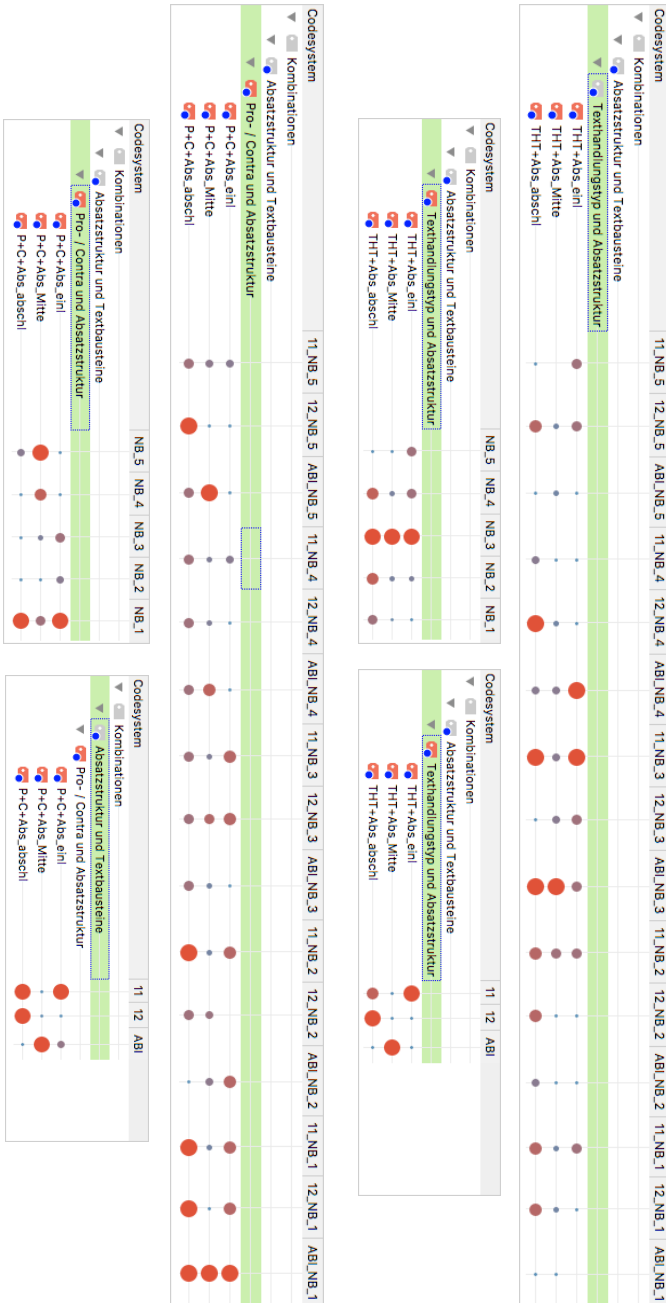 Codesystem 11_NB_5 12_NB_5 ABI_NB_5 11_NB_4 12_NB_4 ABI_NB_4 11_NB_3 12_NB_3 ABI_NB_3 11_NB_2 12_NB_2 ABI_NB_2 11_NB_1 12_NB_1 ABI_NB_1
Kombinationen
Absatzstruktur und Textbausteine
Texthandlungstyp und Absatzstruktur
THT+Abs_einl
THT+Abs_Mitte
THT+Abs_abschl
Codesystem NB_5 NB_4 NB_3 NB_2 NB_1
Kombinationen
Absatzstruktur und Textbausteine
Texthandlungstyp und Absatzstruktur
THT+Abs_einl
THT+Abs_Mitte
THT+Abs_abschl
Codesystem 11 12 ABI
Kombinationen
Absatzstruktur und Textbausteine
Texthandlungstyp und Absatzstruktur
THT+Abs_einl
THT+Abs_Mitte
THT+Abs_abschl
Codesystem 11_NB_5 12_NB_5 ABI_NB_5 11_NB_4 12_NB_4 ABI_NB_4 11_NB_3 12_NB_3 ABI_NB_3 11_NB_2 12_NB_2 ABI_NB_2 11_NB_1 12_NB_1 ABI_NB_1
Kombinationen
Absatzstruktur und Textbausteine
Pro- / Contra und Absatzstruktur
P+C+Abs_einl
P+C+Abs_Mitte
P+C+Abs_abschl
Codesystem NB_5 NB_4 NB_3 NB_2 NB_1
Kombinationen
Absatzstruktur und Textbausteine
Pro- / Contra und Absatzstruktur
P+C+Abs_einl
P+C+Abs_Mitte
P+C+Abs_abschl
Codesystem 11 12 ABI
Kombinationen
Absatzstruktur und Textbausteine
Pro- / Contra und Absatzstruktur
P+C+Abs_einl
P+C+Abs_Mitte
P+C+Abs_abschl